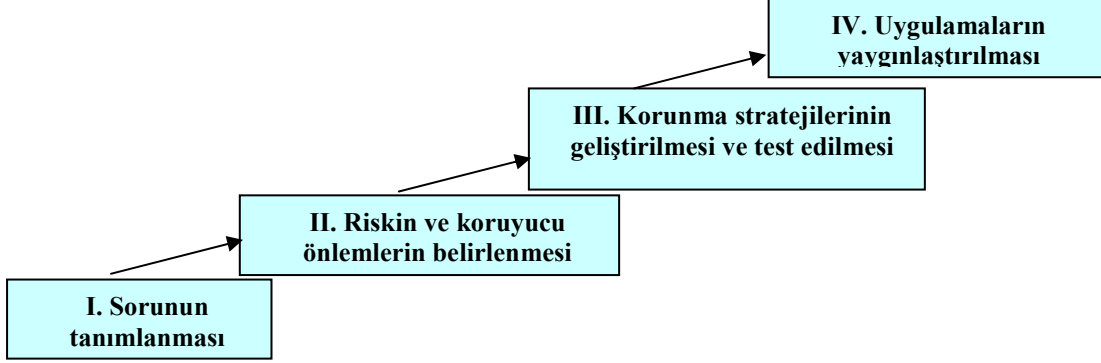 IV. Uygulamaların
yaygınlaştırılması
III. Korunma stratejilerinin
geliştirilmesi ve test edilmesi
II. Riskin ve koruyucu
önlemlerin belirlenmesi
I. Sorunun
tanımlanması